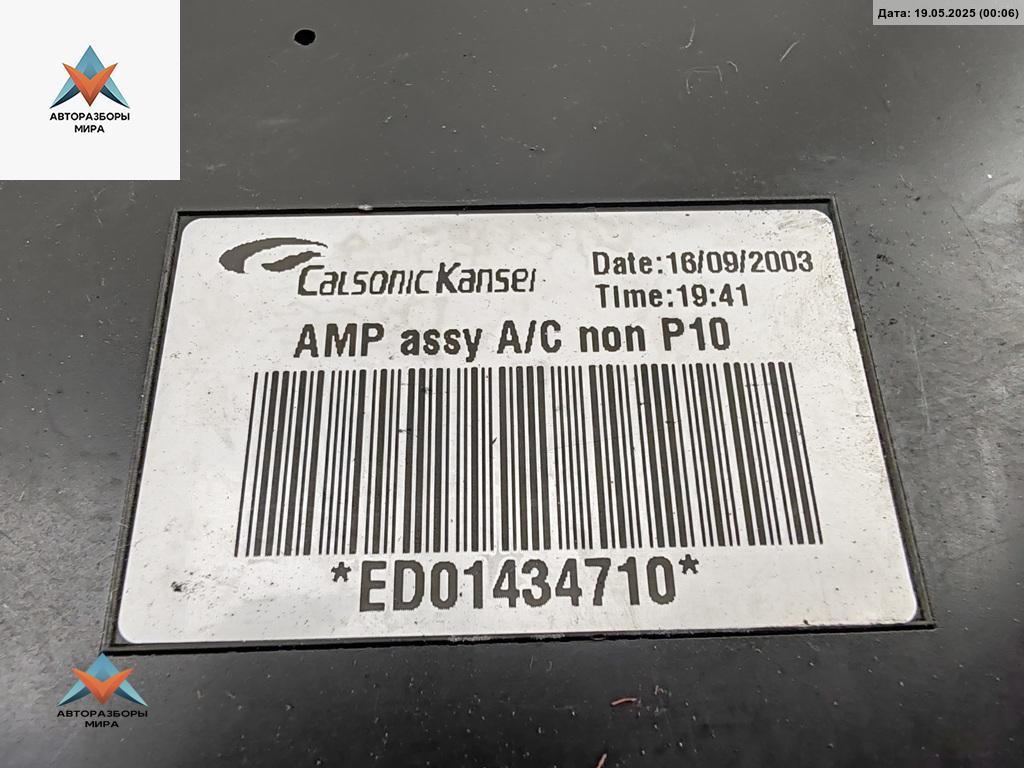 Дата: 19.05.2025 (00:06)
АВТОРАЗБОРЫ
МИРА
CalsonicKansei
Date:16/09/2003
Time:19:41
AMP assy A/C non P10
*ED01434710*
АВТОРАЗБОРЫ
МИРА